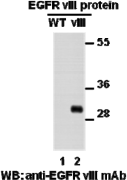 EGFR vIII protein
WT vIII
55
36
28
1 2
WB: anti-EGFR vIII mAb